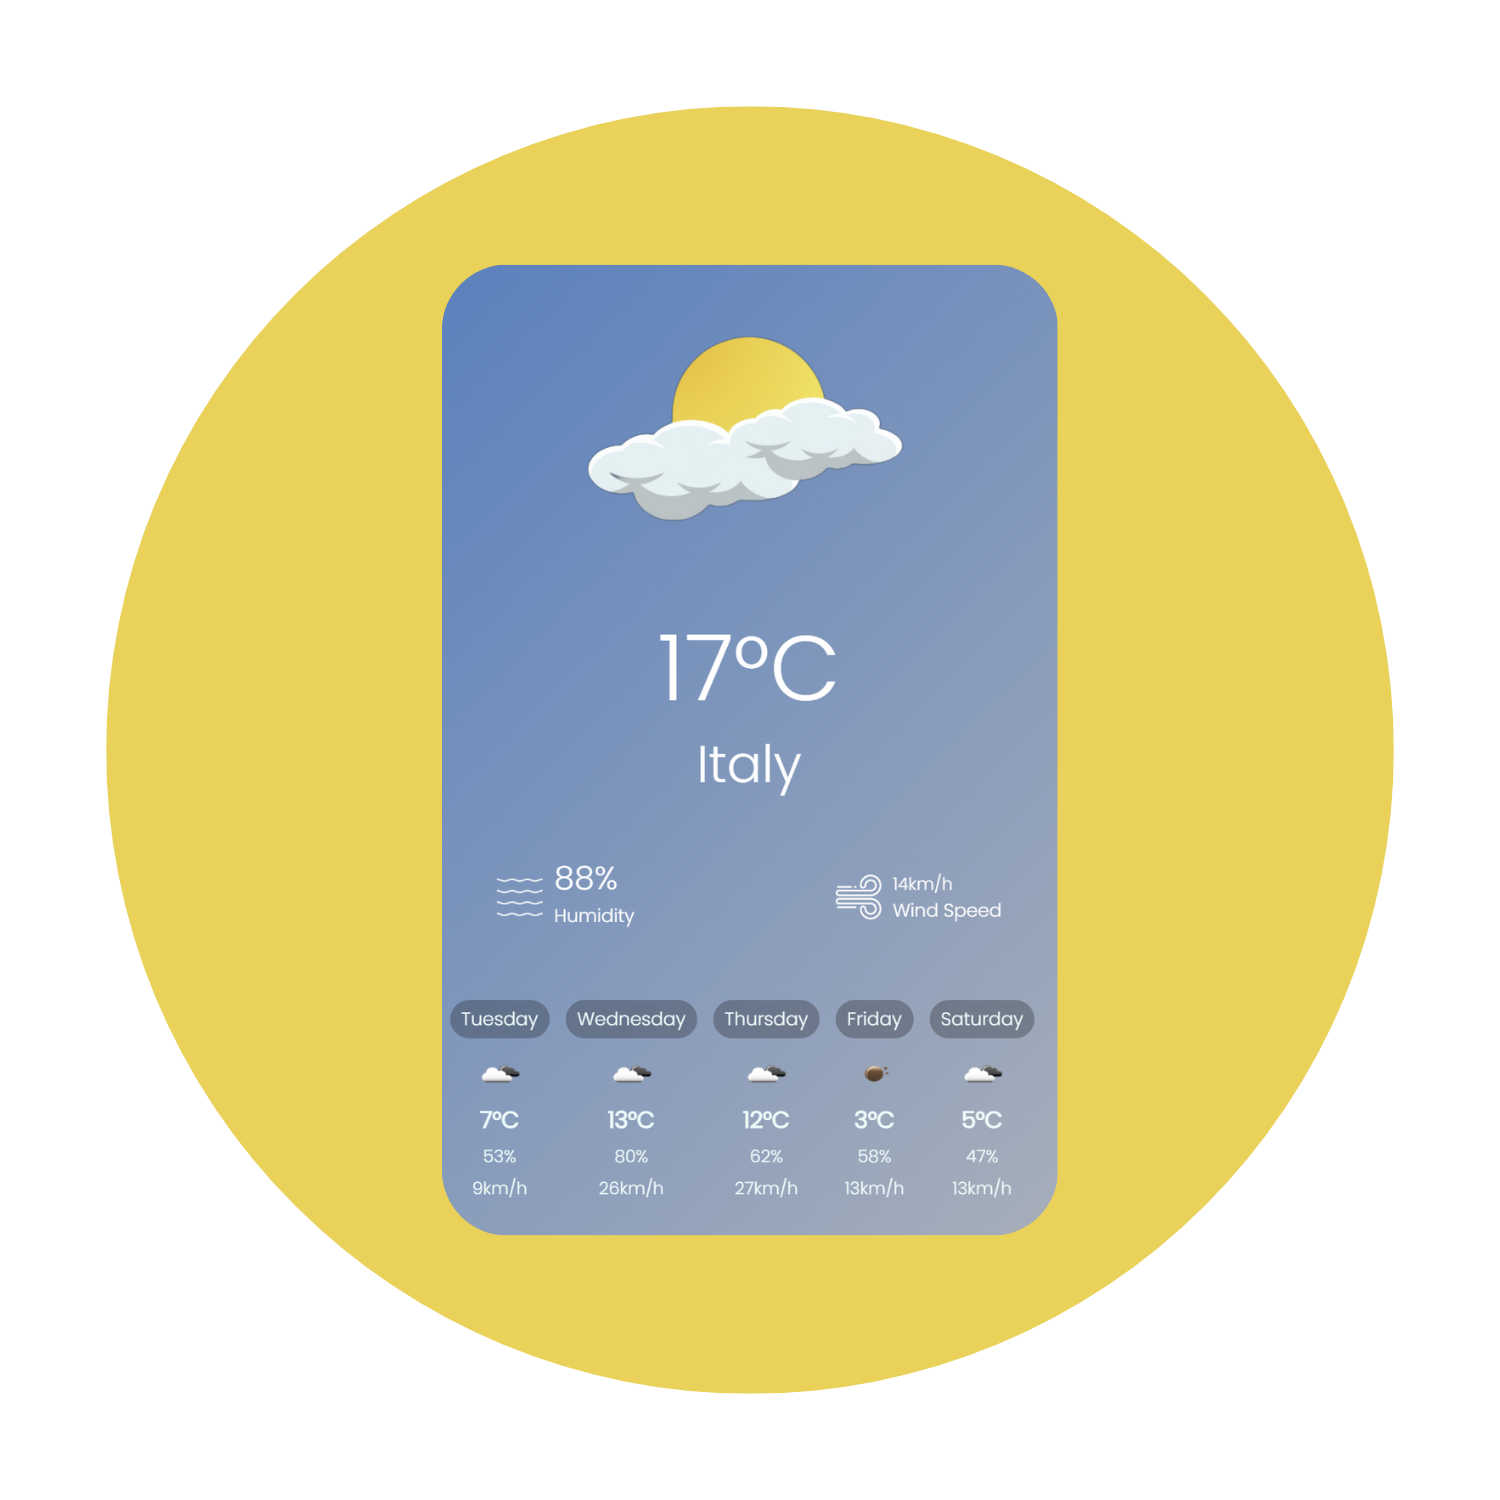 17°C
Italy
88%
Humidity
14km/h
Wind Speed
Tuesday Wednesday Thursday Friday Saturday
7°C 13°C 12°C 3°C 5°C
53% 80% 62% 58% 47%
9km/h 26km/h 27km/h 13km/h 13km/h